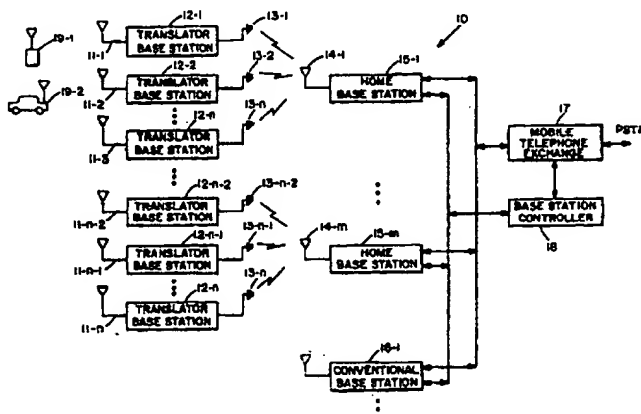 19-1
19-2
11-1
12-1
TRANSLATOR
BASE STATION
13-1
11-2
12-2
TRANSLATOR
BASE STATION
13-2
11-3
12-n
TRANSLATOR
BASE STATION
13-n
14-1
15-1
HOME
BASE STATION
10
17
MOBILE
TELEPHONE
EXCHANGE
BASE STATION
CONTROLLER
18
11-n-2
12-n-2
TRANSLATOR
BASE STATION
13-n-2
11-n-1
12-n-1
TRANSLATOR
BASE STATION
13-n-1
11-n
12-n
TRANSLATOR
BASE STATION
13-n
14-m
15-m
HOME
BASE STATION
16-1
CONVENTIONAL
BASE STATION